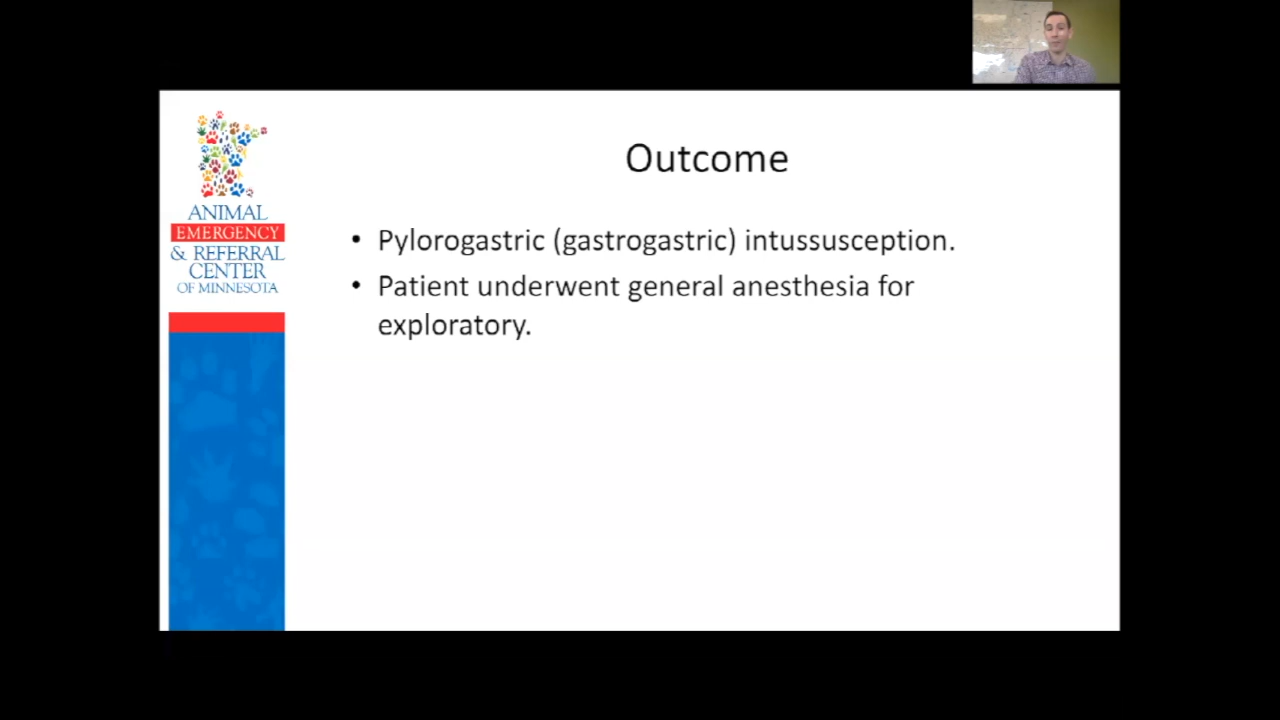 Outcome
• Pylorogastric (gastrogastric) intussusception.
• Patient underwent general anesthesia for
exploratory.
ANIMAL
EMERGENCY
& REFERRAL
CENTER
OF MINNESOTA